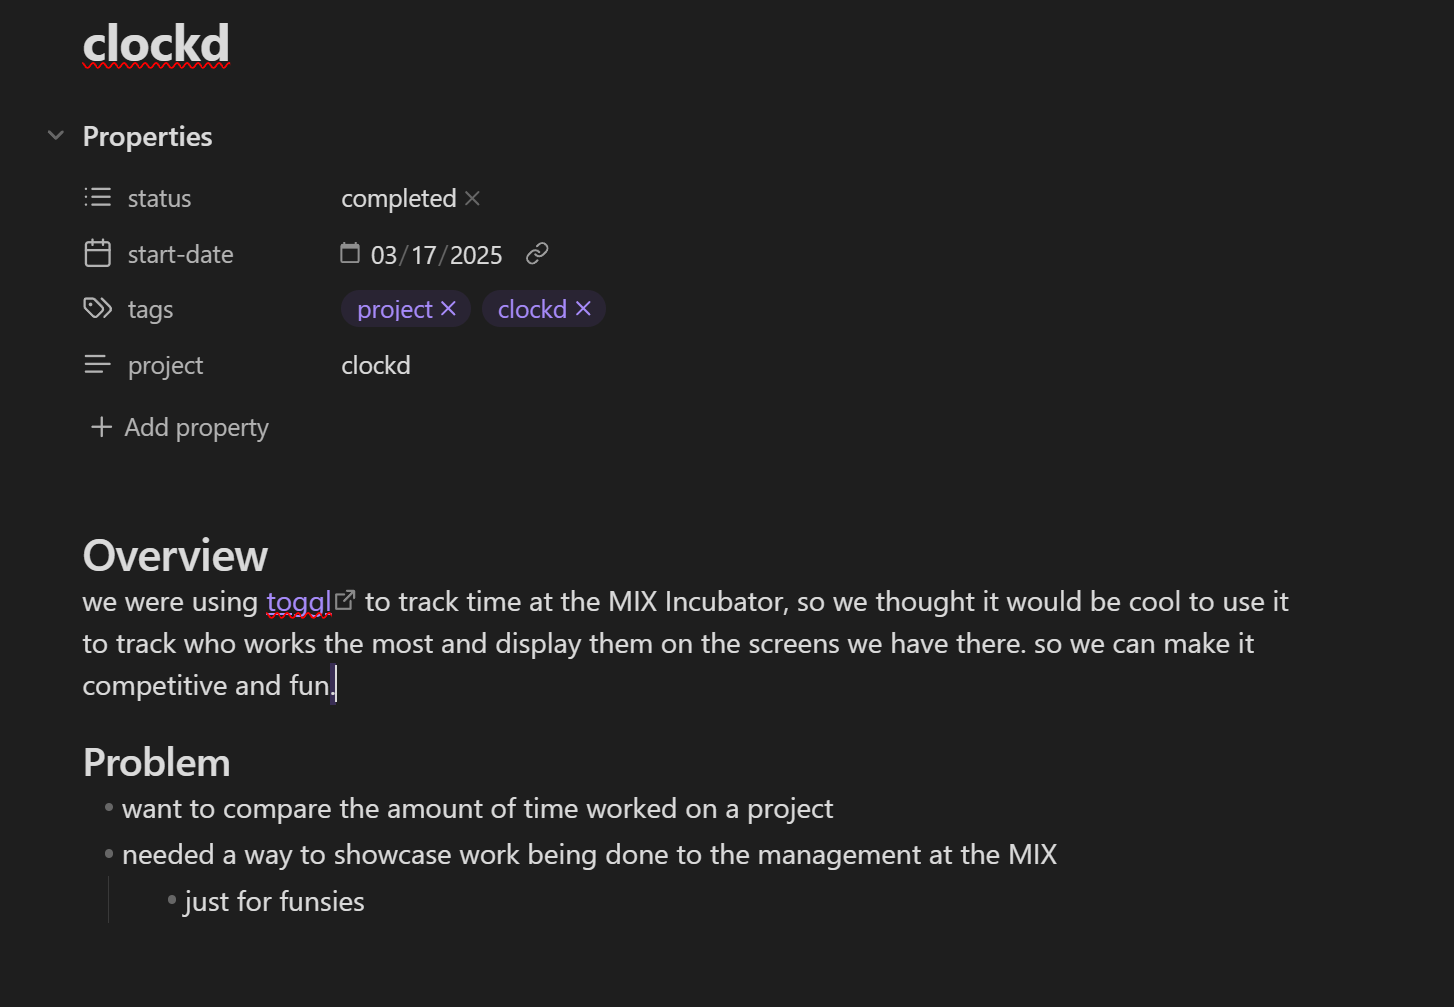 clockd
Properties
status completed
start-date 03/17/2025
tags project clockd
project clockd
Add property
Overview
we were using toggl to track time at the MIX Incubator, so we thought it would be cool to use it
to track who works the most and display them on the screens we have there. so we can make it
competitive and fun.
Problem
want to compare the amount of time worked on a project
needed a way to showcase work being done to the management at the MIX
just for funsies